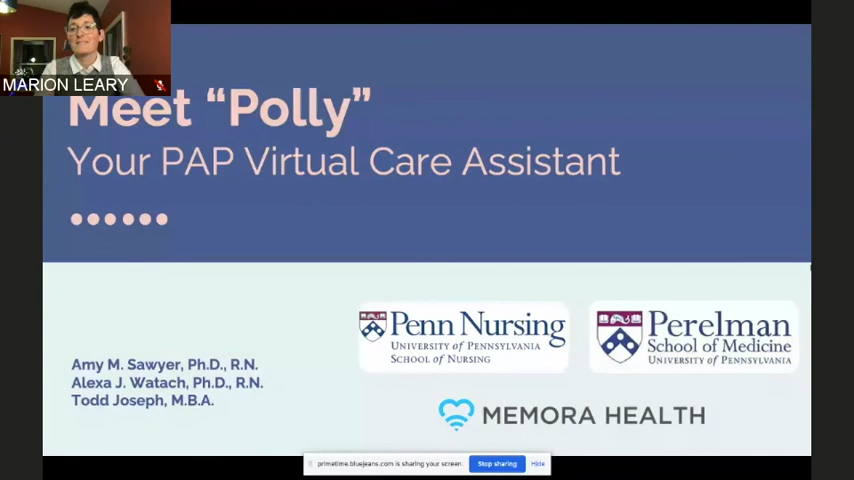 MARION LEARY
Meet “Polly”
Your PAP Virtual Care Assistant
Amy M. Sawyer, Ph.D., R.N.
Alexa J. Watach, Ph.D., R.N.
Todd Joseph, M.B.A.
Penn Nursing
UNIVERSITY OF PENNSYLVANIA
SCHOOL OF NURSING
Perelman
School of Medicine
UNIVERSITY OF PENNSYLVANIA
MEMORA HEALTH
primetime.bluejeans.com is sharing your screen
Stop sharing
Hide